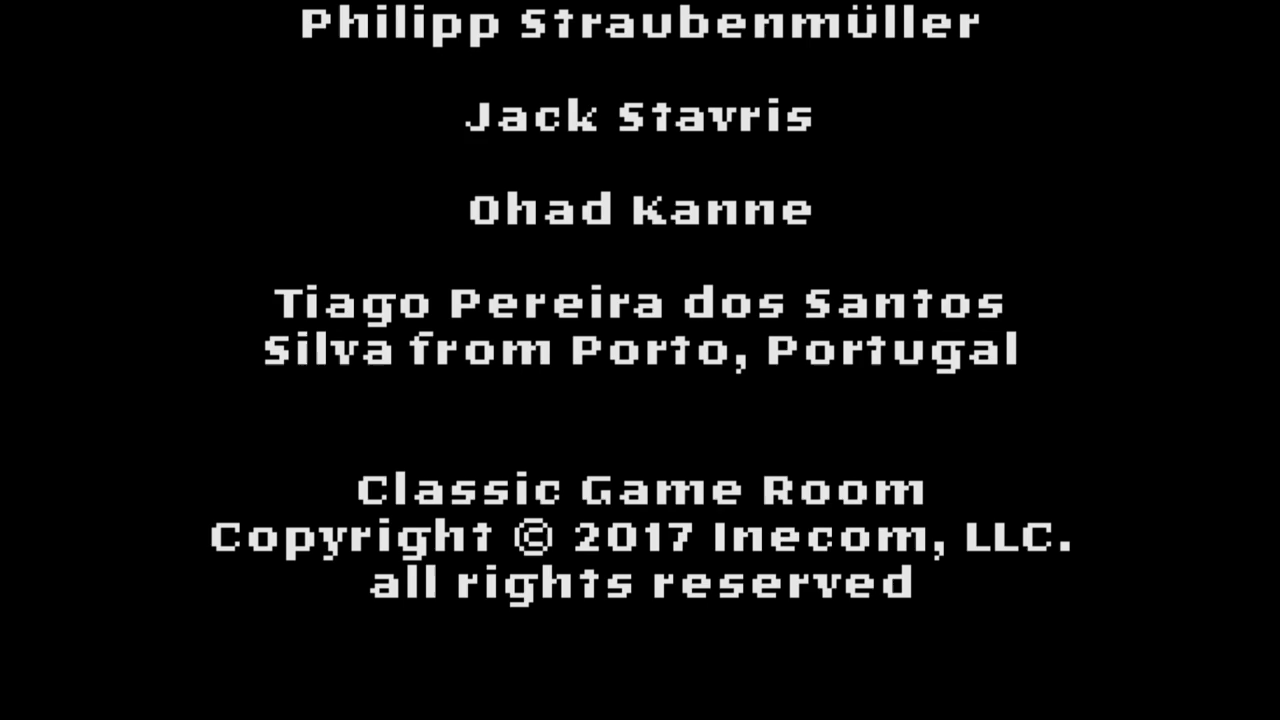 Philipp Straubenmüller
Jack Stavris
Ohad Kanne
Tiago Pereira dos Santos
Silva from Porto, Portugal
Classic Game Room
Copyright © 2017 Inecom, LLC.
all rights reserved